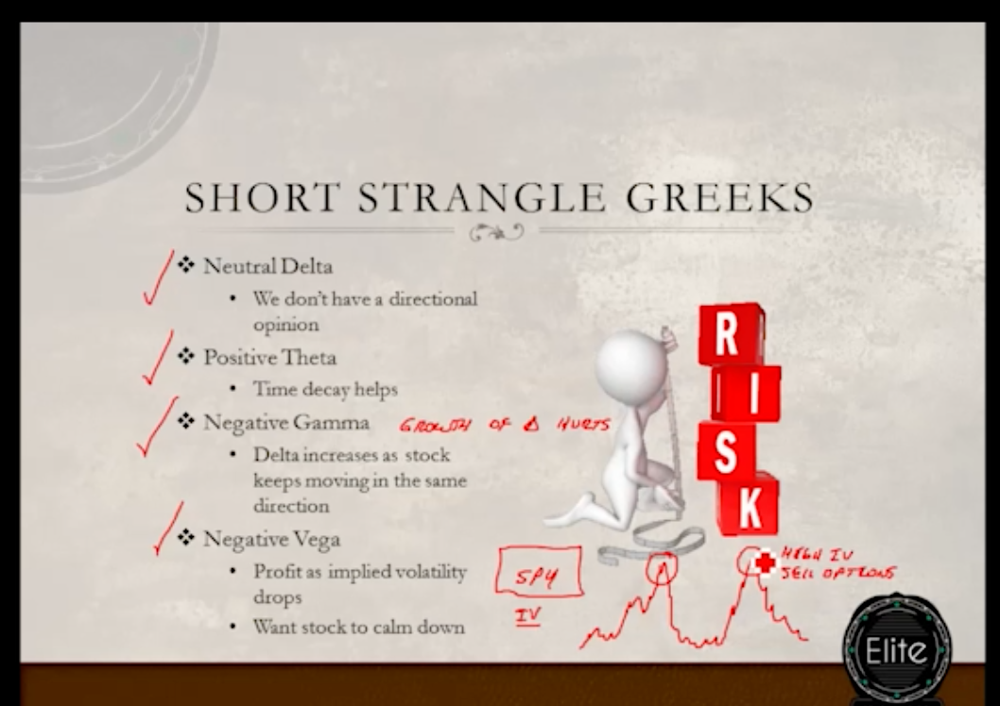 SHORT STRANGLE GREEKS
❖ Neutral Delta
• We don't have a directional
opinion
❖ Positive Theta
• Time decay helps
❖ Negative Gamma GROWTH OF Δ HURTS
• Delta increases as stock
keeps moving in the same
direction
❖ Negative Vega
• Profit as implied volatility
drops
• Want stock to calm down
R
I
S
K
SPY
IV
HIGH IV
SELL OPTIONS
Elite